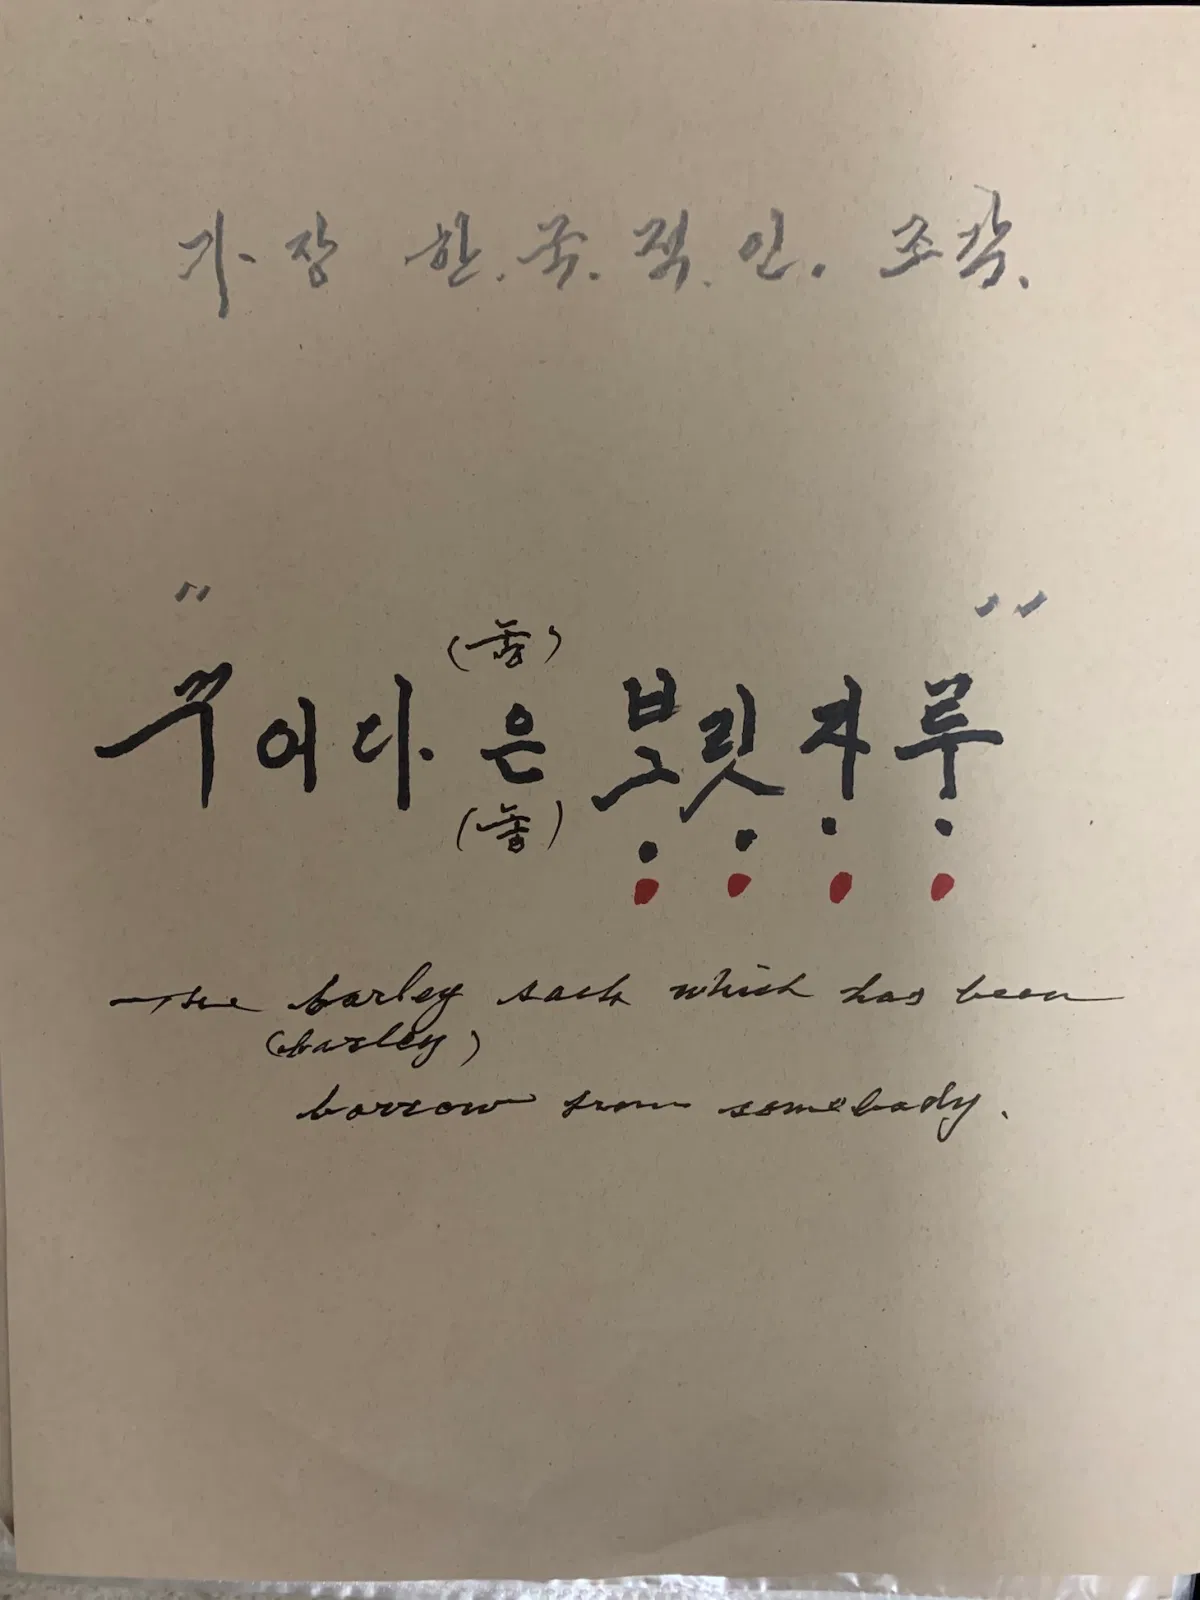 가장 한.국.적.인. 조각.
"
"
(놓)
꾸어다 은 보릿자루
(놓)
The barley sack which has been
(barley)
borrow from somebody.